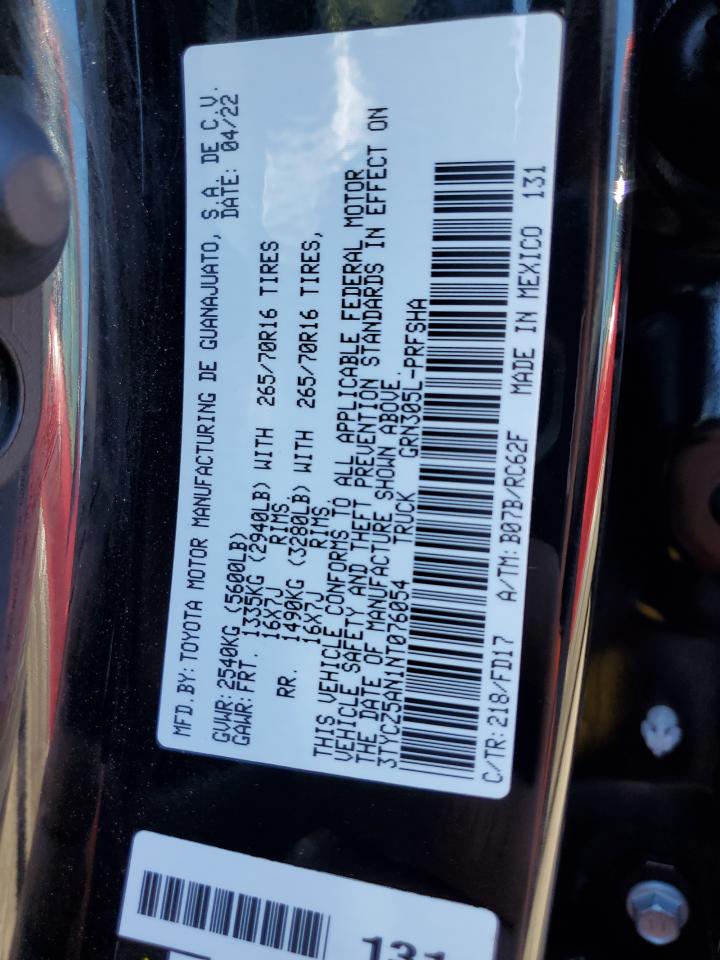 MFD.BY:TOYOTA MOTOR MANUFACTURING DE GUANAJUATO, S.A. DE C.V.
DATE: 04/22
GVWR:2540KG (5600LB)
GAWR:FRT. 1335KG (2940LB) WITH 265/70R16 TIRES
16X7J RIMS,
RR. 1490KG (3280LB) WITH 265/70R16 TIRES,
16X7J RIMS.
THIS VEHICLE CONFORMS TO ALL APPLICABLE FEDERAL MOTOR
VEHICLE SAFETY AND THEFT PREVENTION STANDARDS IN EFFECT ON
THE DATE OF MANUFACTURE SHOWN ABOVE.
3TYCZ5AN1NT076054 TRUCK GRN305L-PRFSHA
C/TR:218/FD17 A/TM:B07B/RC62F MADE IN MEXICO 131
131